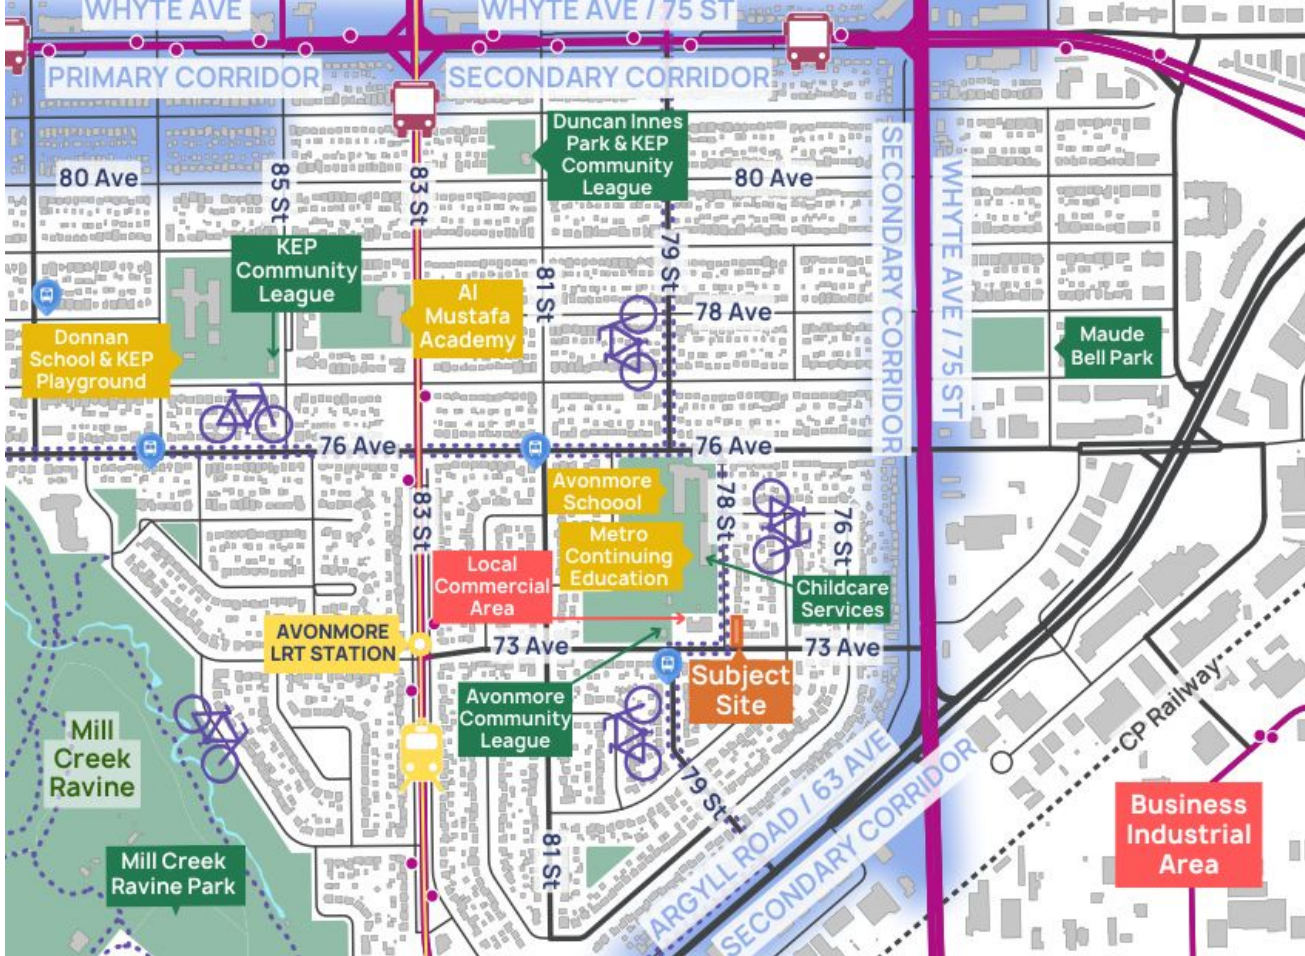 WHYTE AVE
WHYTE AVE / 75 ST
PRIMARY CORRIDOR
SECONDARY CORRIDOR
Duncan Innes
Park & KEP
Community
League
80 Ave
85 St
83 St
80 Ave
SECONDARY CORRIDOR
WHYTE AVE / 75 ST
KEP
Community
League
79 St
81 St
Al
Mustafa
Academy
78 Ave
Donnan
School & KEP
Playground
Maude
Bell Park
76 Ave
76 Ave
Avonmore
Schoool
83 St
78 St
76 St
Metro
Continuing
Education
Local
Commercial
Area
Childcare
Services
AVONMORE
LRT STATION
73 Ave
73 Ave
Subject
Site
Avonmore
Community
League
Mill
Creek
Ravine
CP Railway
79 St
ARGYLL ROAD / 63 AVE
SECONDARY CORRIDOR
Business
Industrial
Area
81 St
Mill Creek
Ravine Park